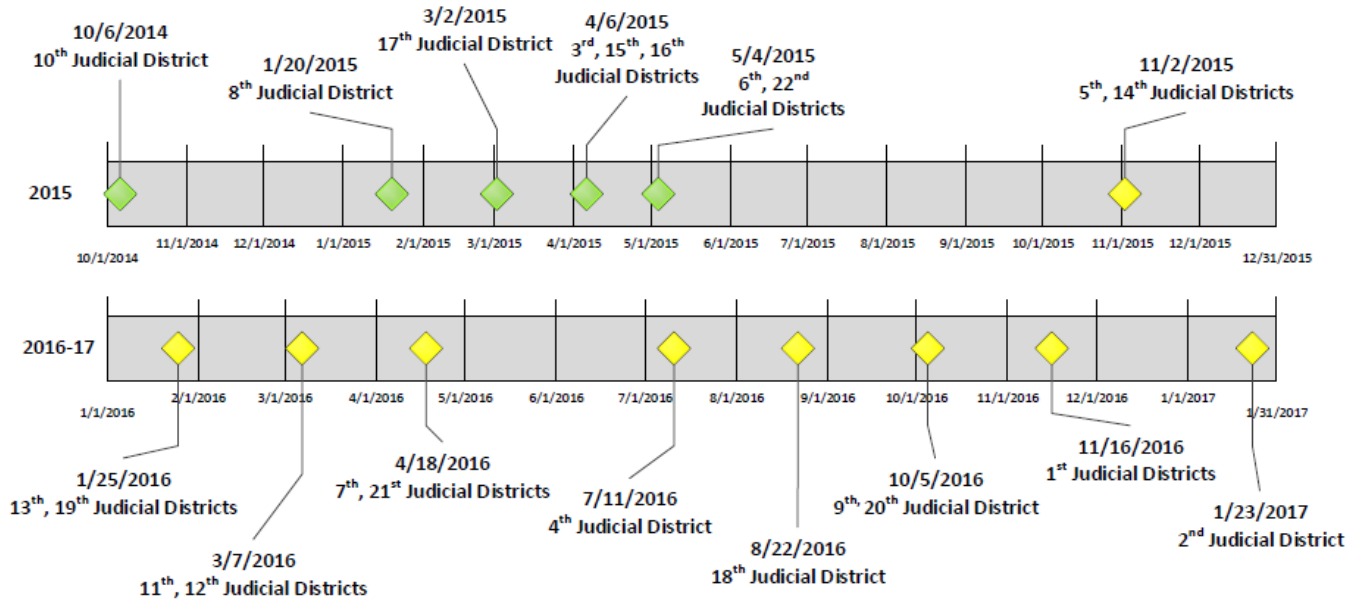 10/6/2014
10th Judicial District
1/20/2015
8th Judicial District
3/2/2015
17th Judicial District
4/6/2015
3rd, 15th, 16th
Judicial Districts
5/4/2015
6th, 22nd
Judicial Districts
11/2/2015
5th, 14th Judicial Districts
2015
10/1/2014
11/1/2014
12/1/2014
1/1/2015
2/1/2015
3/1/2015
4/1/2015
5/1/2015
6/1/2015
7/1/2015
8/1/2015
9/1/2015
10/1/2015
11/1/2015
12/1/2015
12/31/2015
2016-17
1/1/2016
2/1/2016
3/1/2016
4/1/2016
5/1/2016
6/1/2016
7/1/2016
8/1/2016
9/1/2016
10/1/2016
11/1/2016
12/1/2016
1/1/2017
1/31/2017
1/25/2016
13th, 19th Judicial Districts
3/7/2016
11th, 12th Judicial Districts
4/18/2016
7th, 21st Judicial Districts
7/11/2016
4th Judicial District
8/22/2016
18th Judicial District
10/5/2016
9th, 20th Judicial District
11/16/2016
1st Judicial Districts
1/23/2017
2nd Judicial District